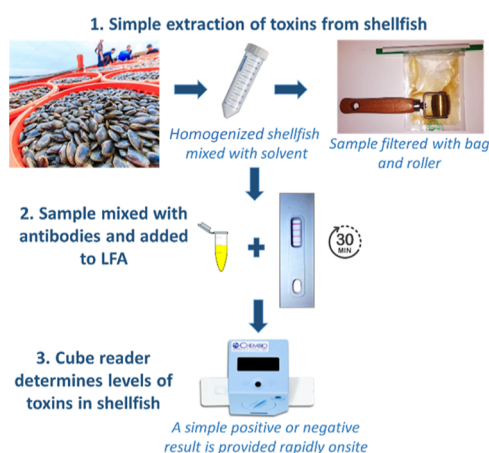 1. Simple extraction of toxins from shellfish
Homogenized shellfish
mixed with solvent
Sample filtered with bag
and roller
2. Sample mixed with
antibodies and added
to LFA
30
MIN
3. Cube reader
determines levels of
toxins in shellfish
CHEMBIO
A simple positive or negative
result is provided rapidly onsite